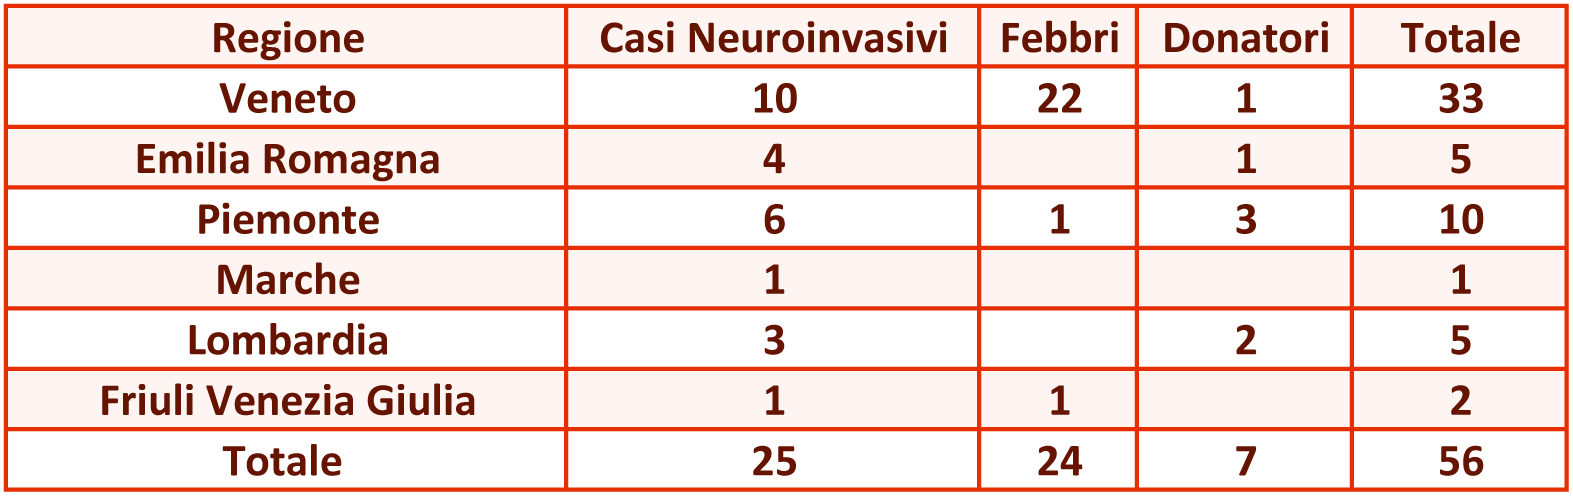 Regione Casi Neuroinvasivi Febbri Donatori Totale
Veneto 10 22 1 33
Emilia Romagna 4 1 5
Piemonte 6 1 3 10
Marche 1 1
Lombardia 3 2 5
Friuli Venezia Giulia 1 1 2
Totale 25 24 7 56